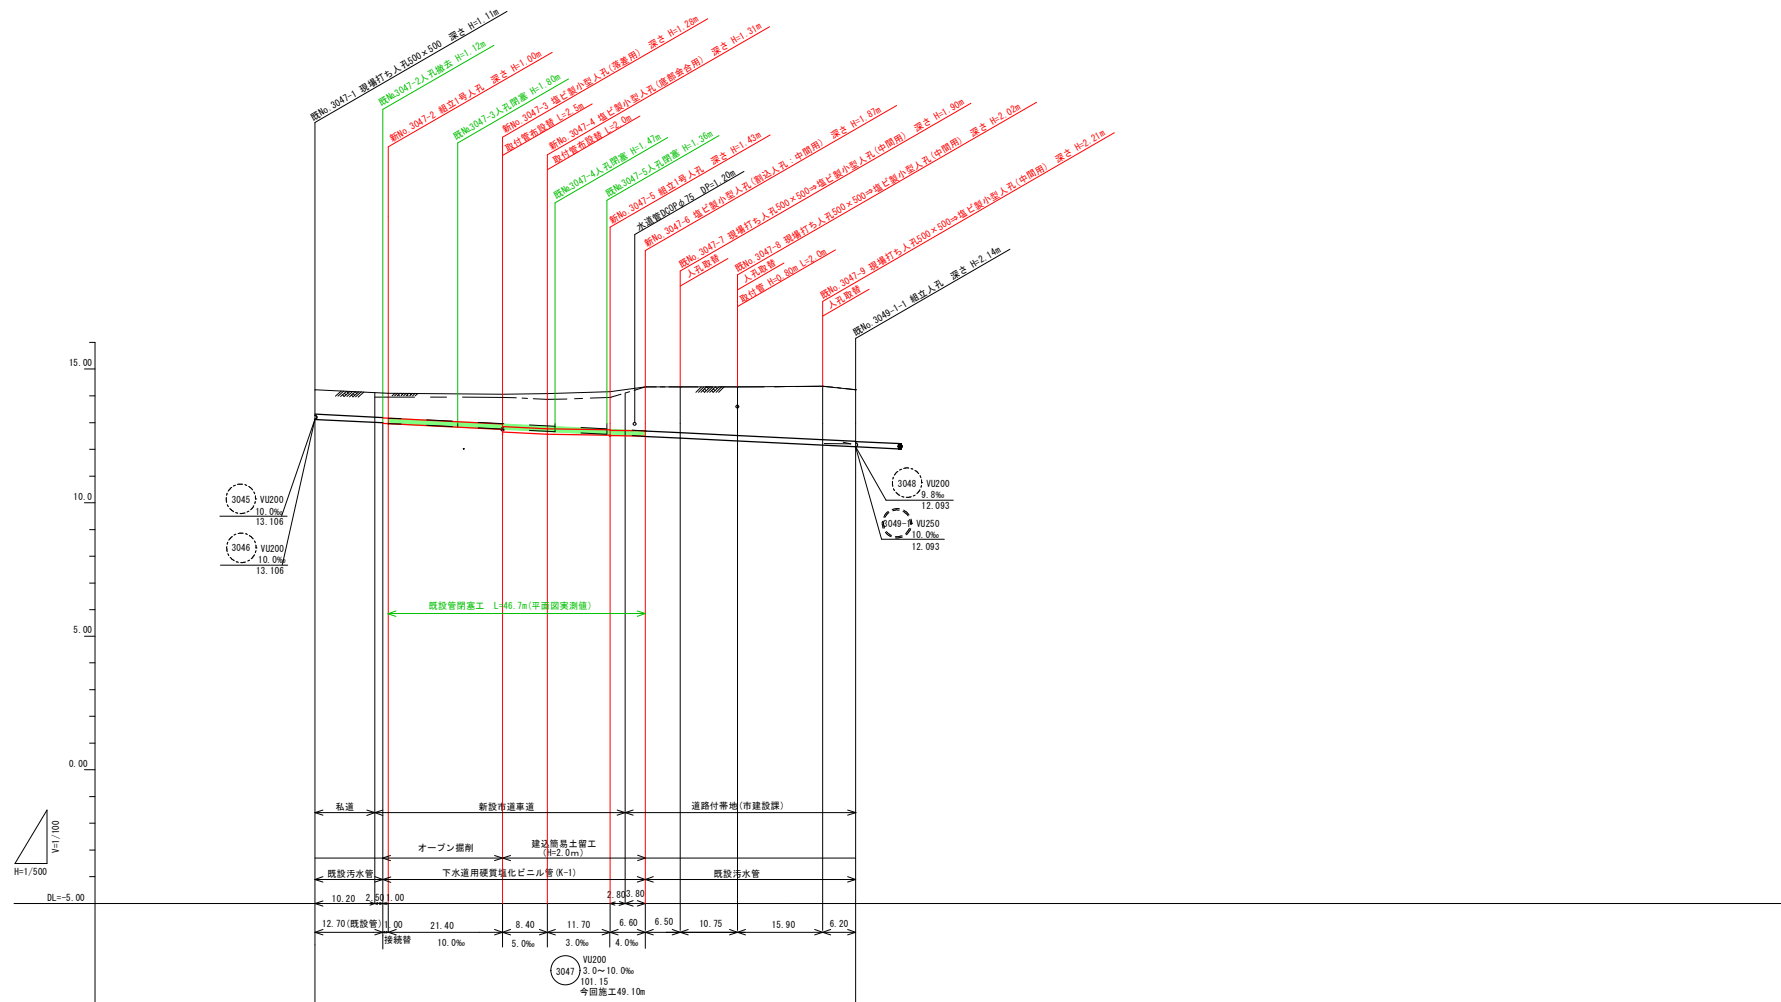 既No.3047-1 現場打ち人孔500×500 深さ H=1.11m
既No.3047-2人孔撤去 H=1.12m
新No.3047-2 組立1号人孔 深さ H=1.00m
既No.3047-3人孔閉塞 H=1.80m
新No.3047-3 塩ビ製小型人孔(落差用) 深さ H=1.28m
取付管布設替 L=2.5m
新No.3047-4 塩ビ製小型人孔(底部会合用) 深さ H=1.31m
取付管布設替 L=2.0m
既No.3047-4人孔閉塞 H=1.47m
既No.3047-5人孔閉塞 H=1.36m
新No.3047-5 組立1号人孔 深さ H=1.43m
水道管DCDPφ75 DP=1.20m
新No.3047-6 塩ビ製小型人孔(割込人孔:中間用) 深さ H=1.87m
既No.3047-7 現場打ち人孔500×500⇒塩ビ製小型人孔(中間用) 深さ H=1.90m
人孔取替
既No.3047-8 現場打ち人孔500×500⇒塩ビ製小型人孔(中間用) 深さ H=2.02m
人孔取替
取付管 H=0.80m L=2.0m
既No.3047-9 現場打ち人孔500×500⇒塩ビ製小型人孔(中間用) 深さ H=2.21m
人孔取替
既No.3049-1-1 組立人孔 深さ H=2.14m
15.00
10.0
5.00
0.00
DL=-5.00
3045 VU200
10.0‰
13.106
3046 VU200
10.0‰
13.106
3048 VU200
9.8‰
12.093
3049-1 VU250
10.0‰
12.093
既設管閉塞工 L=46.7m(平面図実測値)
私道 新設市道車道 道路付帯地(市建設課)
V=1/100
H=1/500
オープン掘削 建込簡易土留工
(H=2.0m)
既設汚水管 下水道用硬質塩化ビニル管(K-1) 既設汚水管
10.20 2.50 1.00 2.80 3.80
12.70(既設管) 1.00 21.40 8.40 11.70 6.60 6.50 10.75 15.90 6.20
接続替 10.0‰ 5.0‰ 3.0‰ 4.0‰
3047 VU200
3.0～10.0‰
101.15
今回施工49.10m